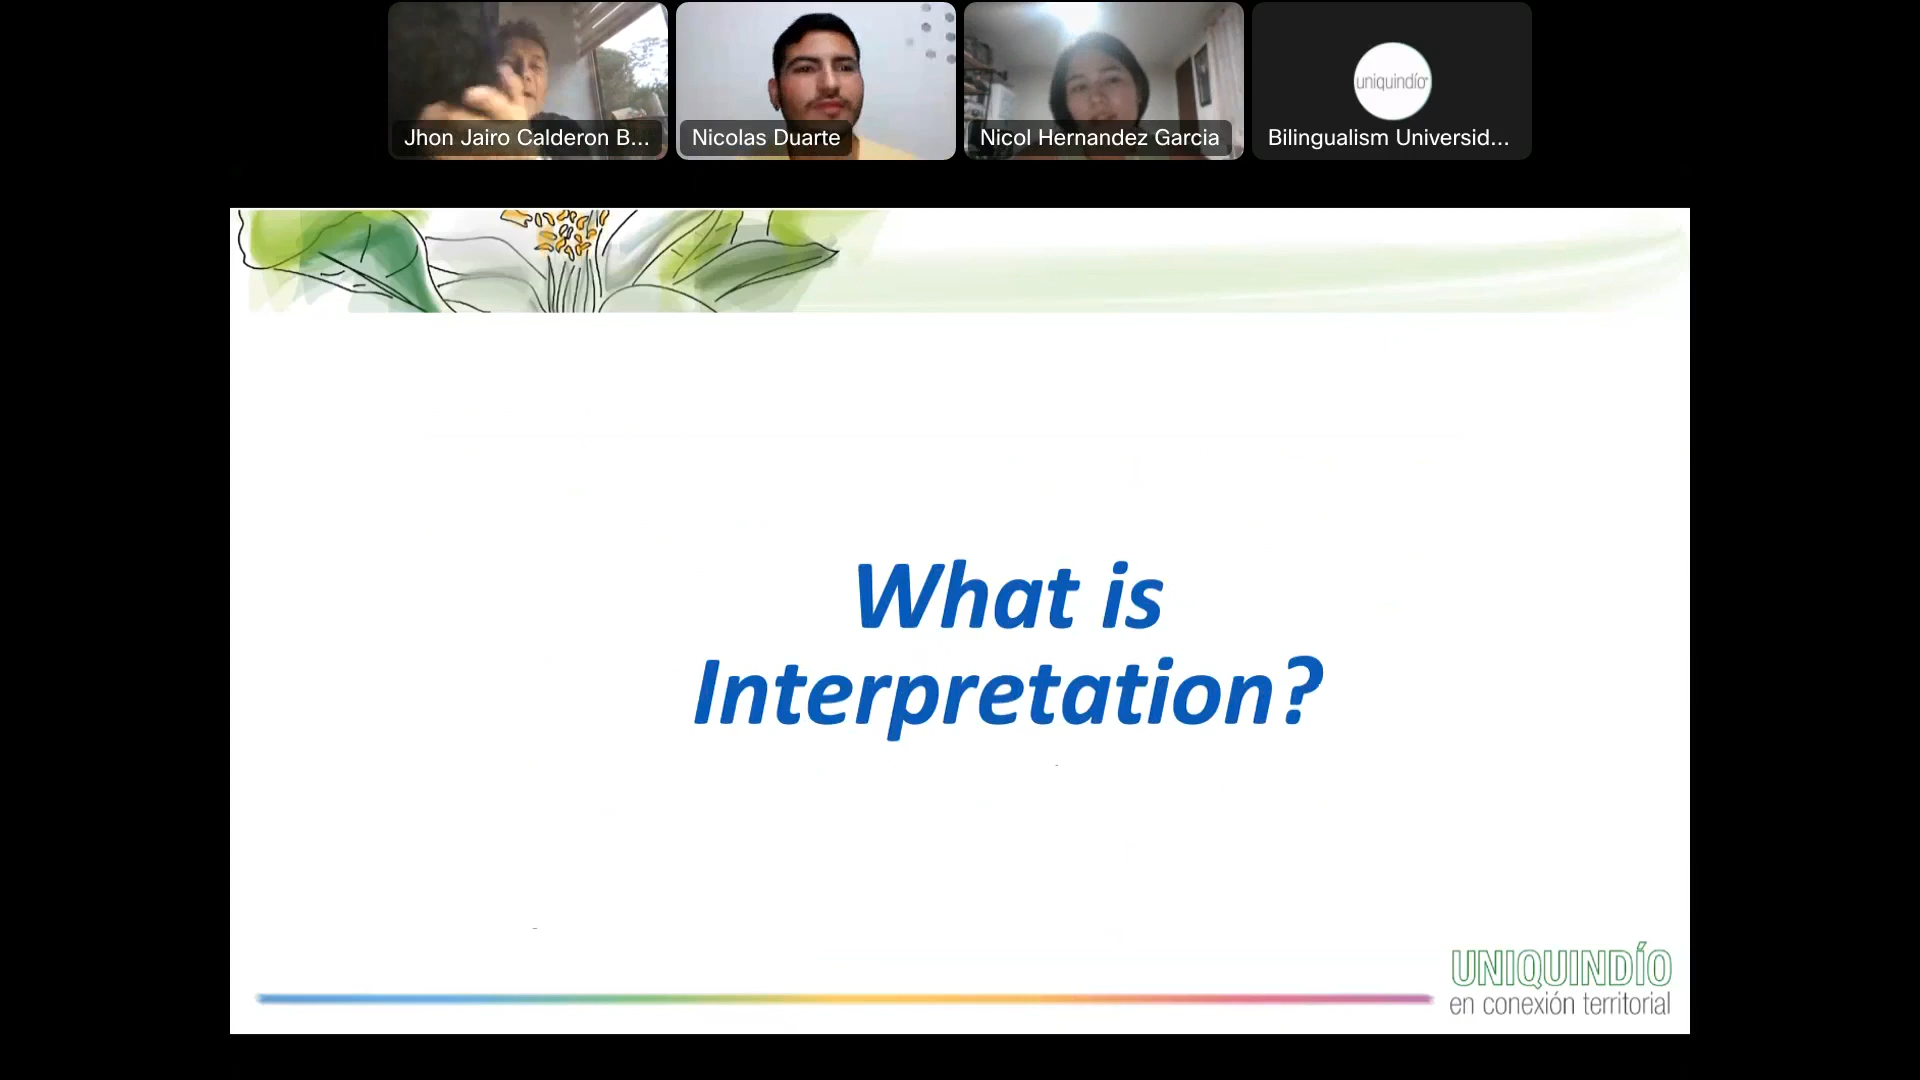 Jhon Jairo Calderon B...
Nicolas Duarte
Nicol Hernandez Garcia
uniquindío
Bilingualism Universid...
What is
Interpretation?
UNIQUINDÍO
en conexión territorial